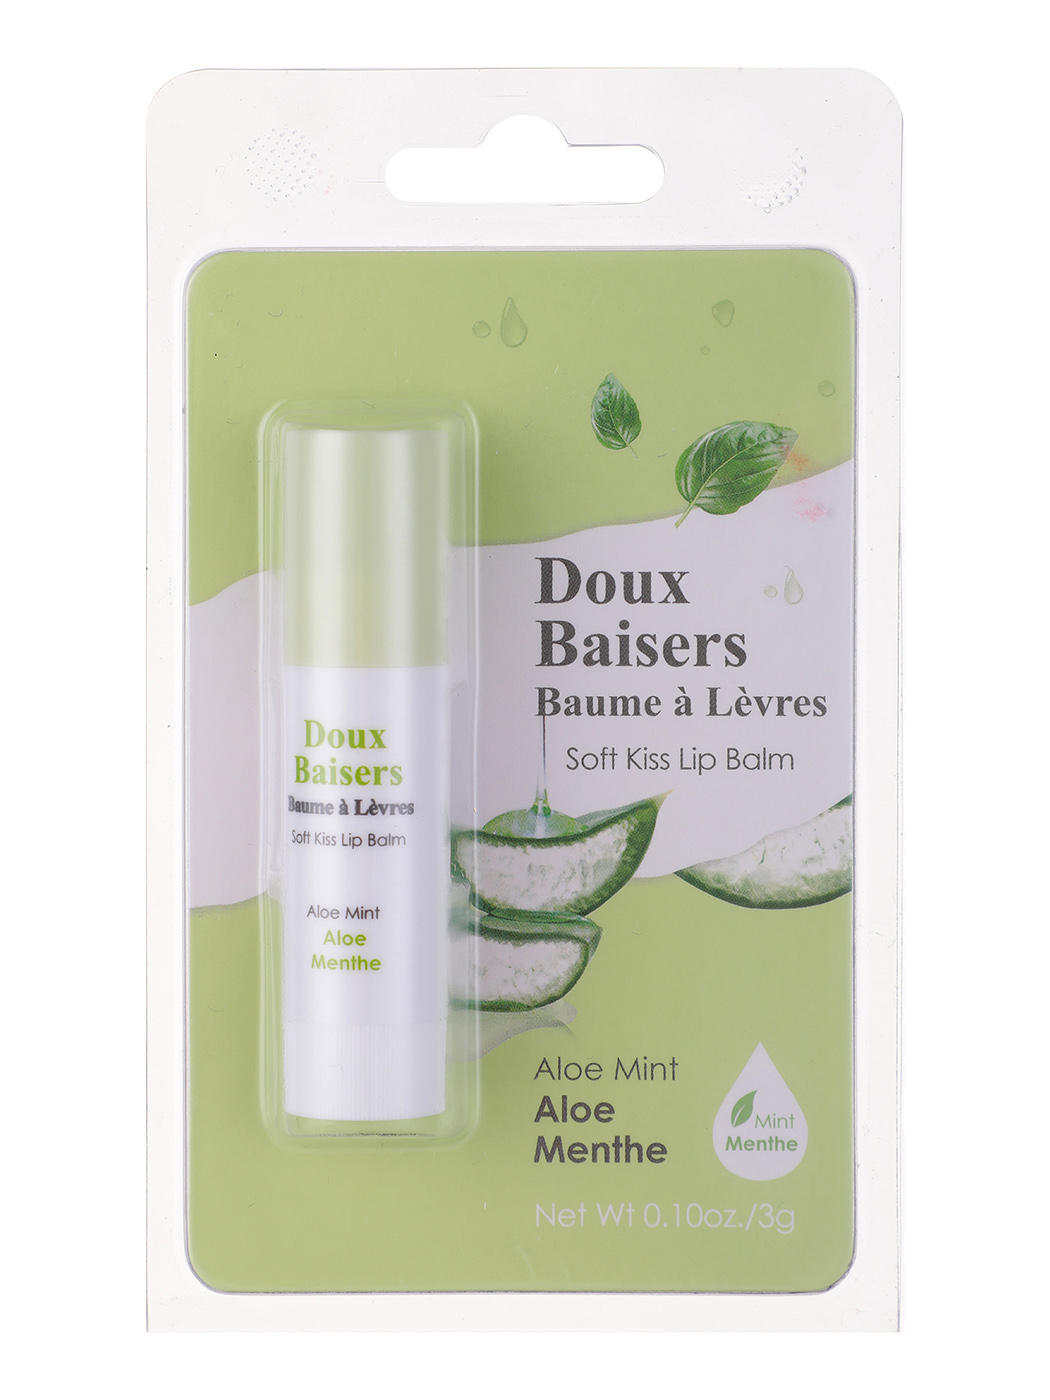 Doux
Baisers
Baume à Lèvres
Soft Kiss Lip Balm
Aloe Mint
Aloe
Menthe
Mint
Menthe
Net Wt 0.10oz./3g
Doux
Baisers
Baume à Lèvres
Soft Kiss Lip Balm
Aloe Mint
Aloe
Menthe